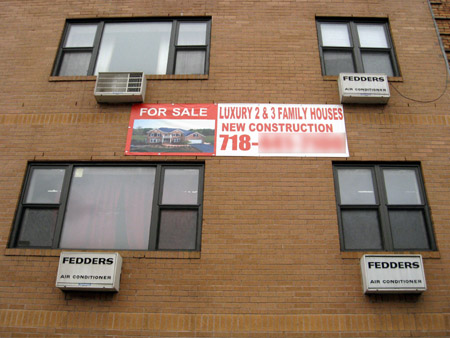 FEDDERS
AIR CONDITIONER
FOR SALE
LUXURY 2 & 3 FAMILY HOUSES
NEW CONSTRUCTION
718-
FEDDERS
AIR CONDITIONER
FEDDERS
AIR CONDITIONER